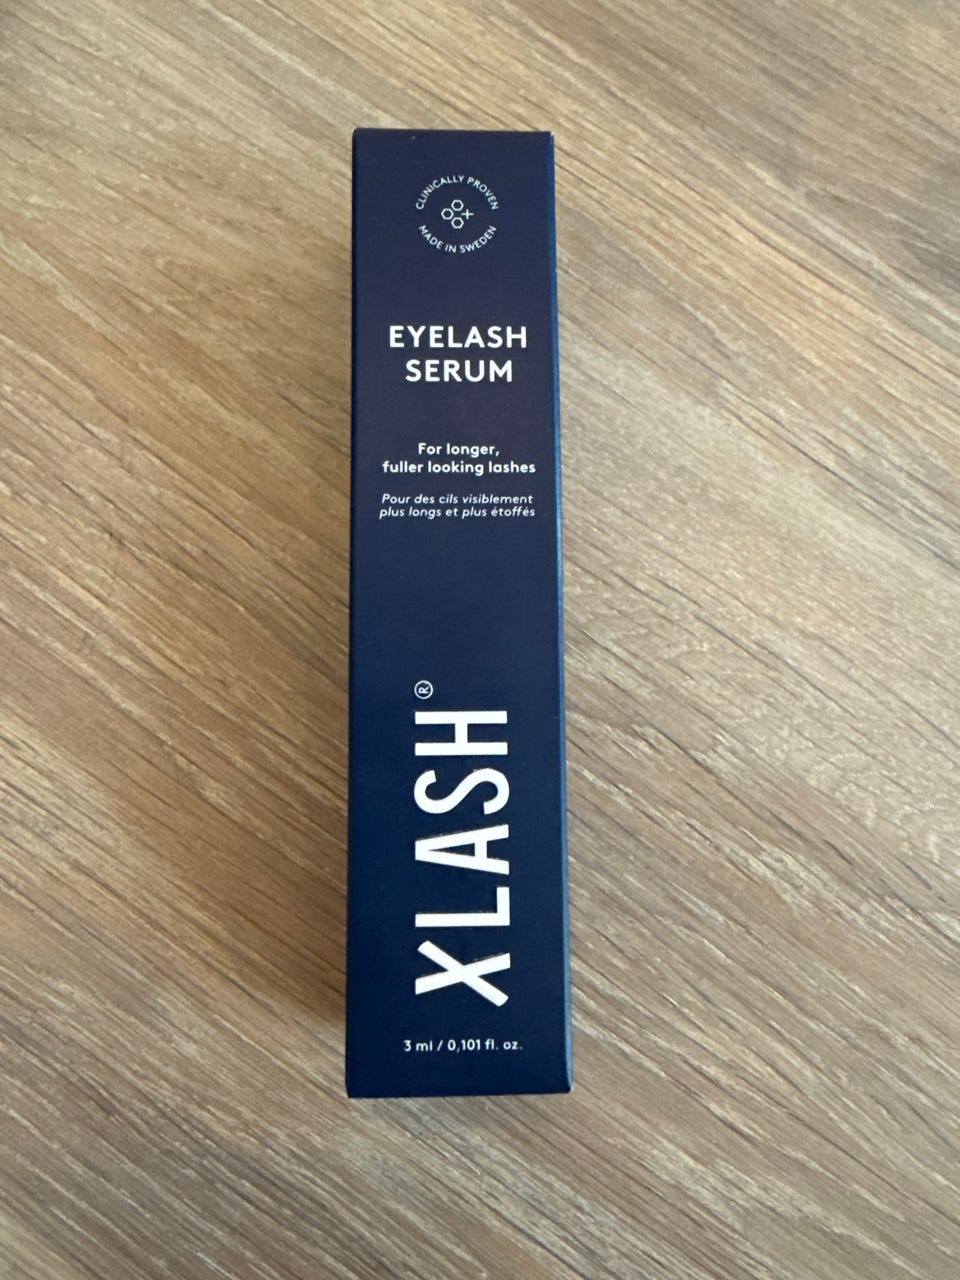 CLINICALLY PROVEN
MADE IN SWEDEN
EYELASH
SERUM
For longer,
fuller looking lashes
Pour des cils visiblement
plus longs et plus étoffés
XLASH®
3 ml / 0,101 fl. oz.